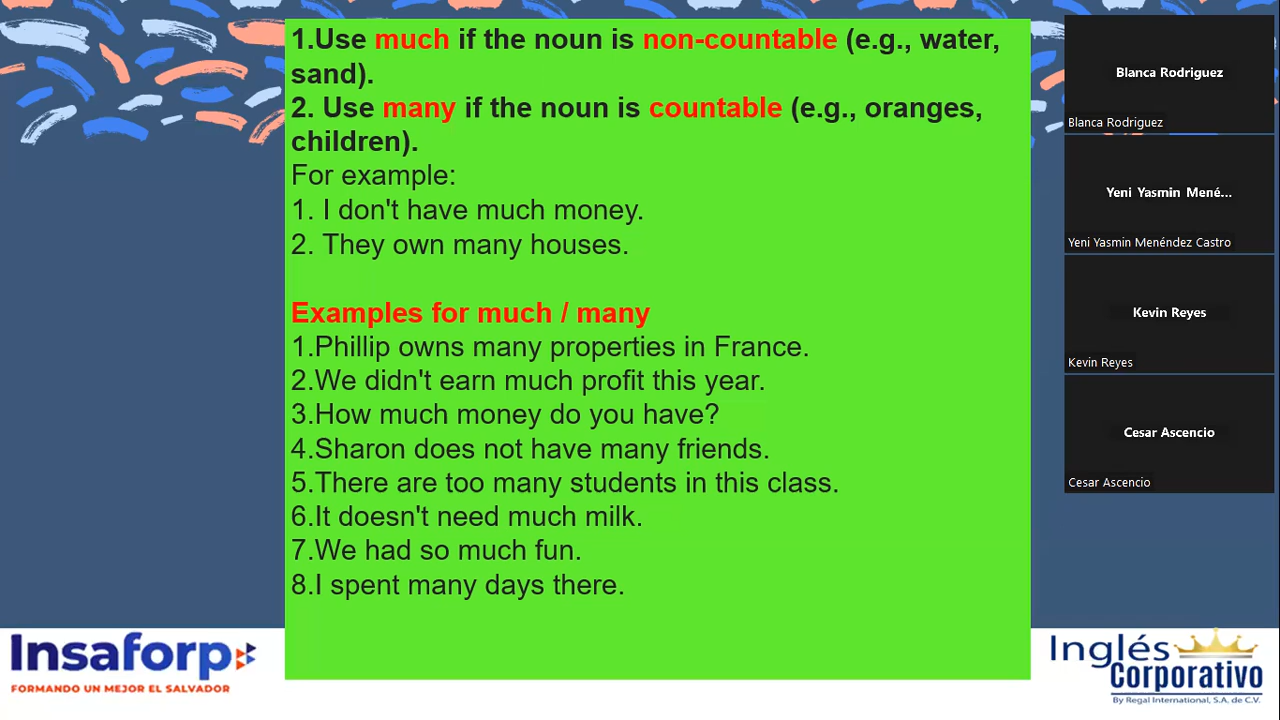 1.Use much if the noun is non-countable (e.g., water,
sand).
2. Use many if the noun is countable (e.g., oranges,
children).
For example:
1. I don't have much money.
2. They own many houses.
Examples for much / many
1.Phillip owns many properties in France.
2.We didn't earn much profit this year.
3.How much money do you have?
4.Sharon does not have many friends.
5.There are too many students in this class.
6.It doesn't need much milk.
7.We had so much fun.
8.I spent many days there.
Insaforp
FORMANDO UN MEJOR EL SALVADOR
Inglés
Corporativo
By Regal International, S.A. de C.V.
Blanca Rodriguez
Blanca Rodriguez
Yeni Yasmin Mené...
Yeni Yasmin Menéndez Castro
Kevin Reyes
Kevin Reyes
Cesar Ascencio
Cesar Ascencio